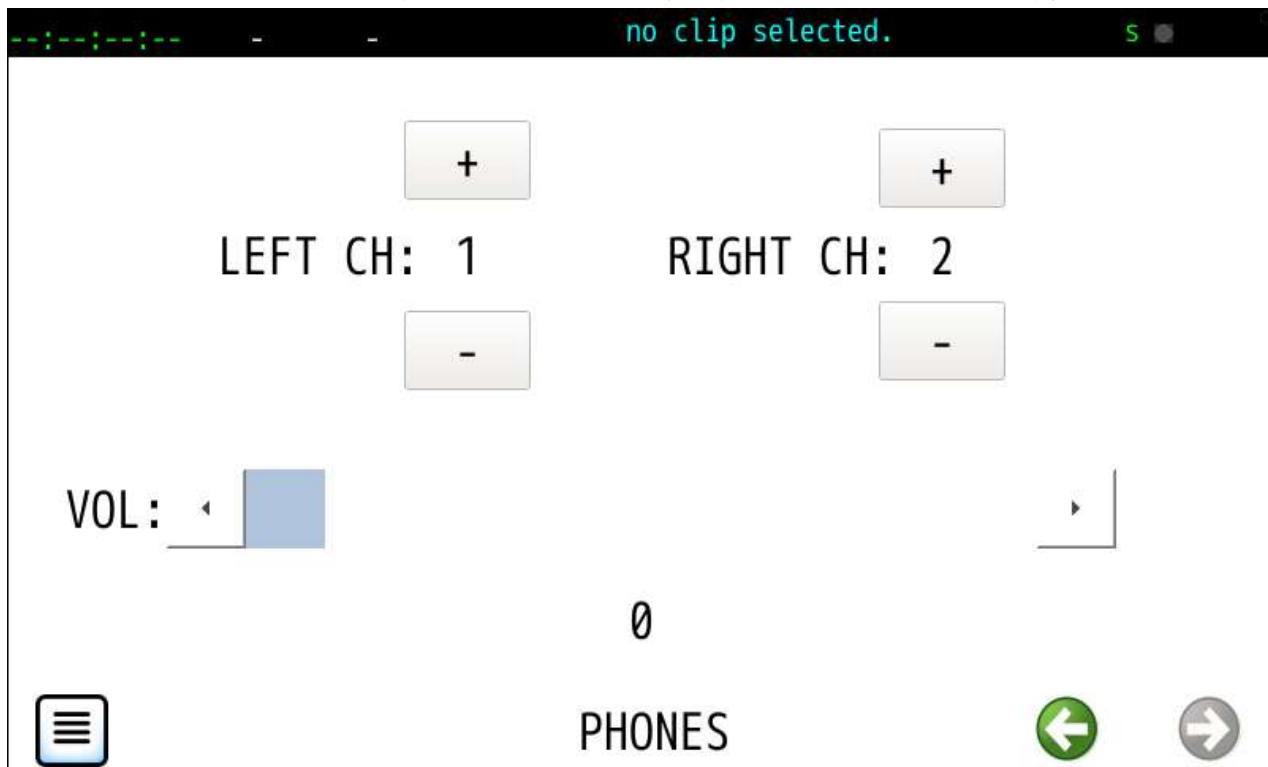 --:--:--:-- - - no clip selected. S
+ +
LEFT CH: 1 RIGHT CH: 2
- -
VOL:
0
PHONES